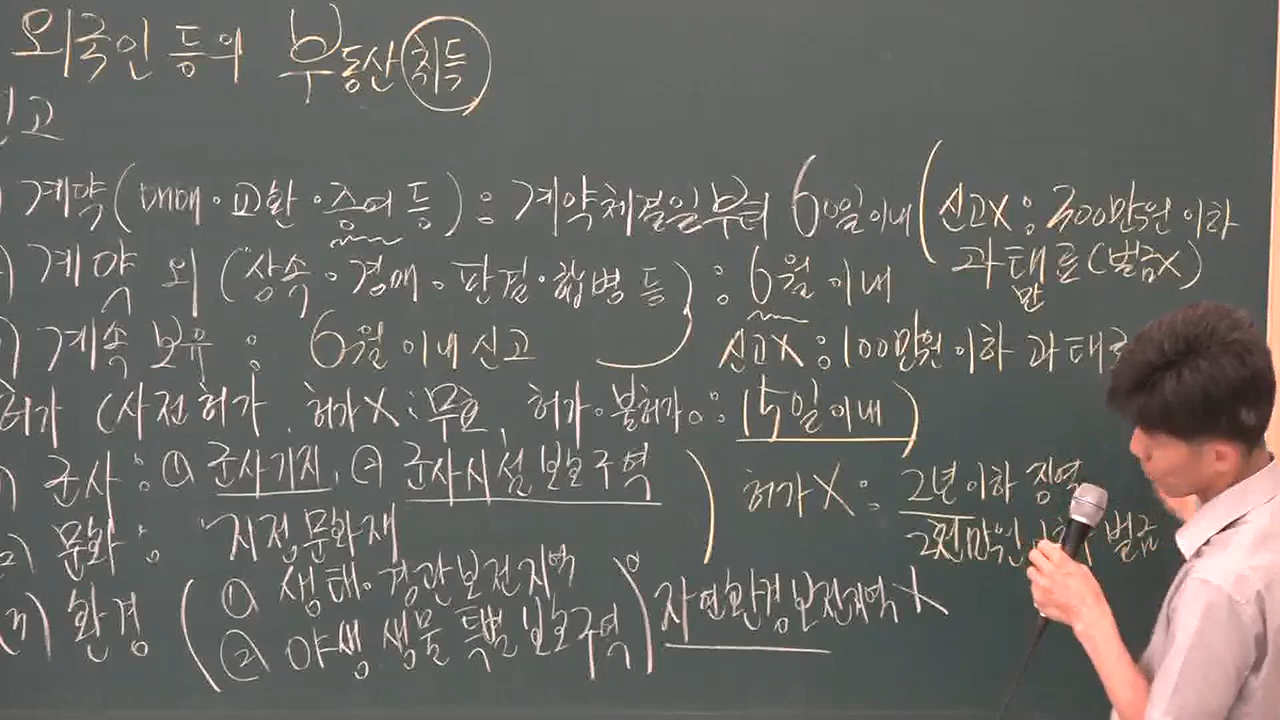 외국인 등의 부동산 취득
신고
계약(매매·교환·증여 등) : 계약체결일부터 60일이내 (신고X : 300만원 이하
과태료(벌금X)
만
계약 외 (상속·경매·판결·합병 등) : 6월 이내
계속 보유 : 6월 이내 신고 신고X : 100만원 이하 과태료
허가 (사전허가. 허가X : 무효. 허가·불허가 : 15일 이내)
군사 : ① 군사기지, ② 군사시설 보호구역
허가X : 2년 이하 징역
문화 : 지정문화재
2천만원 이하 벌금
환경 (① 생태·경관보전지역
② 야생생물 특별보호구역) 자연환경보전지역 X